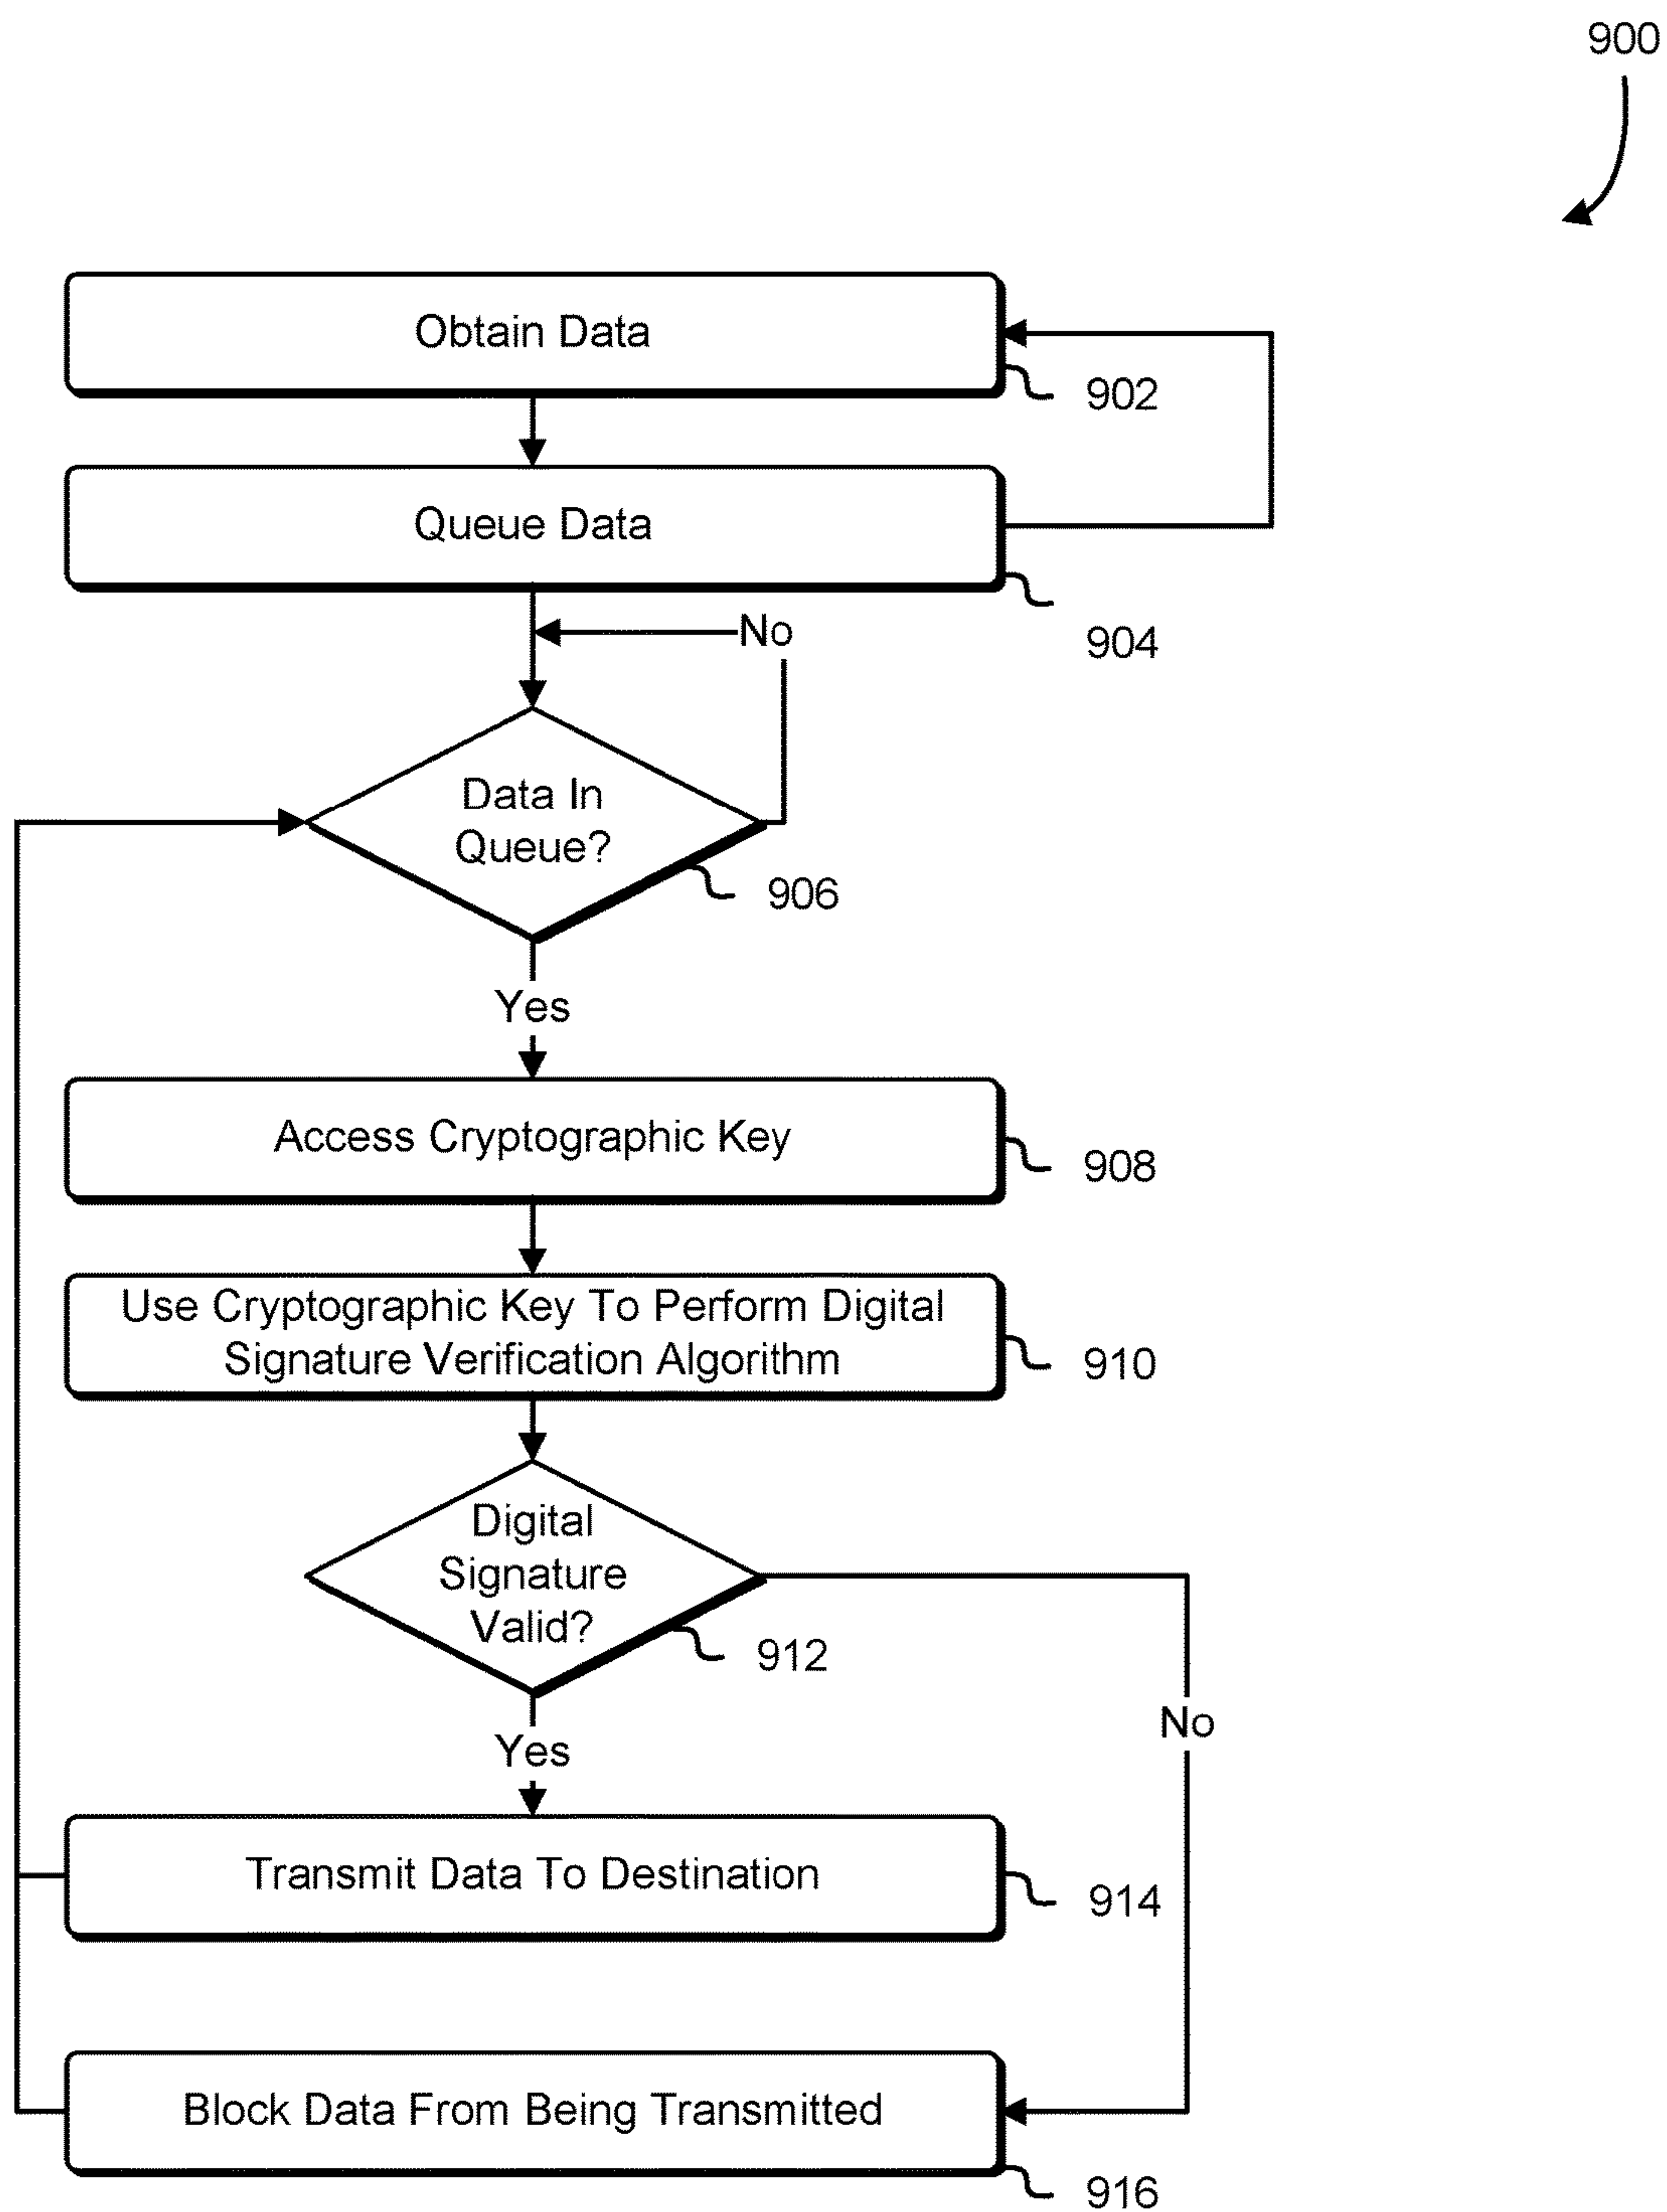 900
Obtain Data
902
Queue Data
904
No
Data In
Queue?
906
Yes
Access Cryptographic Key
908
Use Cryptographic Key To Perform Digital
Signature Verification Algorithm
910
Digital
Signature
Valid?
912
No
Yes
Transmit Data To Destination
914
Block Data From Being Transmitted
916